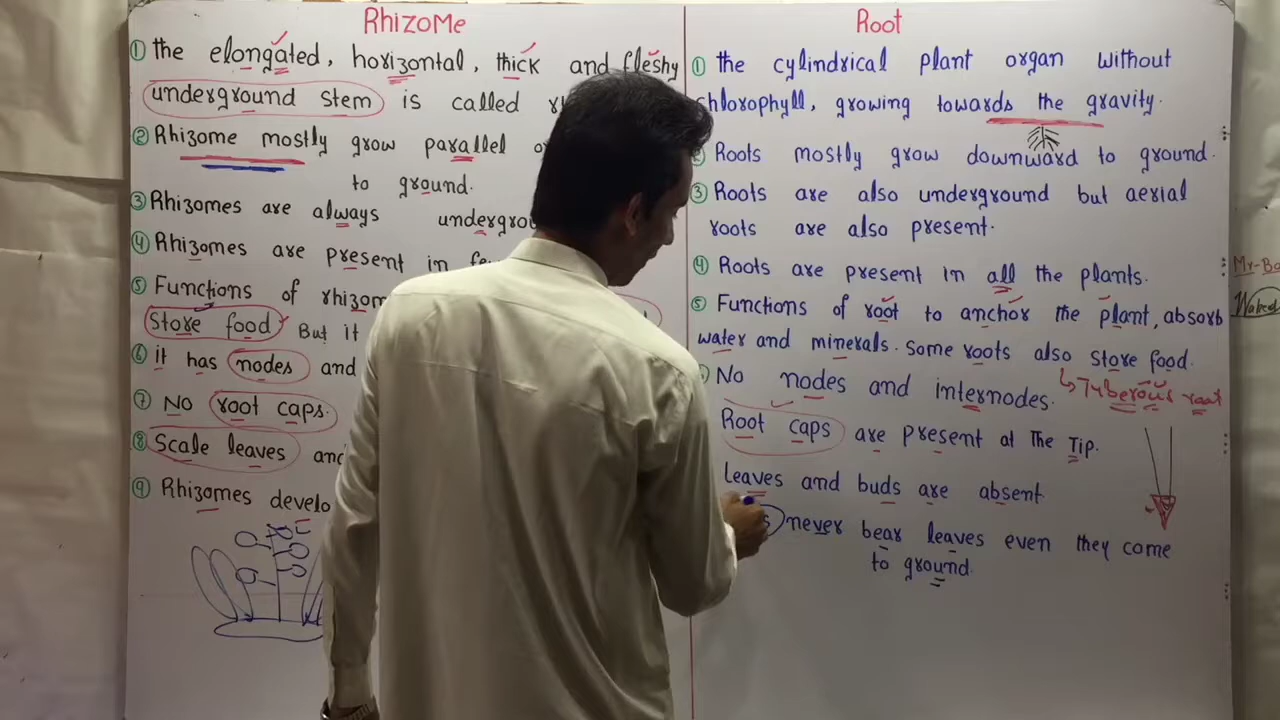 Rhizome
① the elongated, horizontal, thick and fleshy
underground stem is called
② Rhizome mostly grow parallel
to ground.
③ Rhizomes are always
④ Rhizomes are present in
⑤ Functions of
Store food But it
⑥ it has nodes and
⑦ No root caps.
⑧ Scale leaves
⑨ Rhizomes
Root
① the cylindrical plant organ without
chlorophyll, growing towards the gravity.
Roots mostly grow downward to ground.
③ Roots are also underground but aerial
roots are also present.
④ Roots are present in all the plants.
⑤ Functions of root to anchor the plant, absorb
water and minerals. Some roots also store food.
Tuberous root
No nodes and internodes.
Root caps are present at The Tip.
Leaves and buds are absent
never bear leaves even they come
to ground.